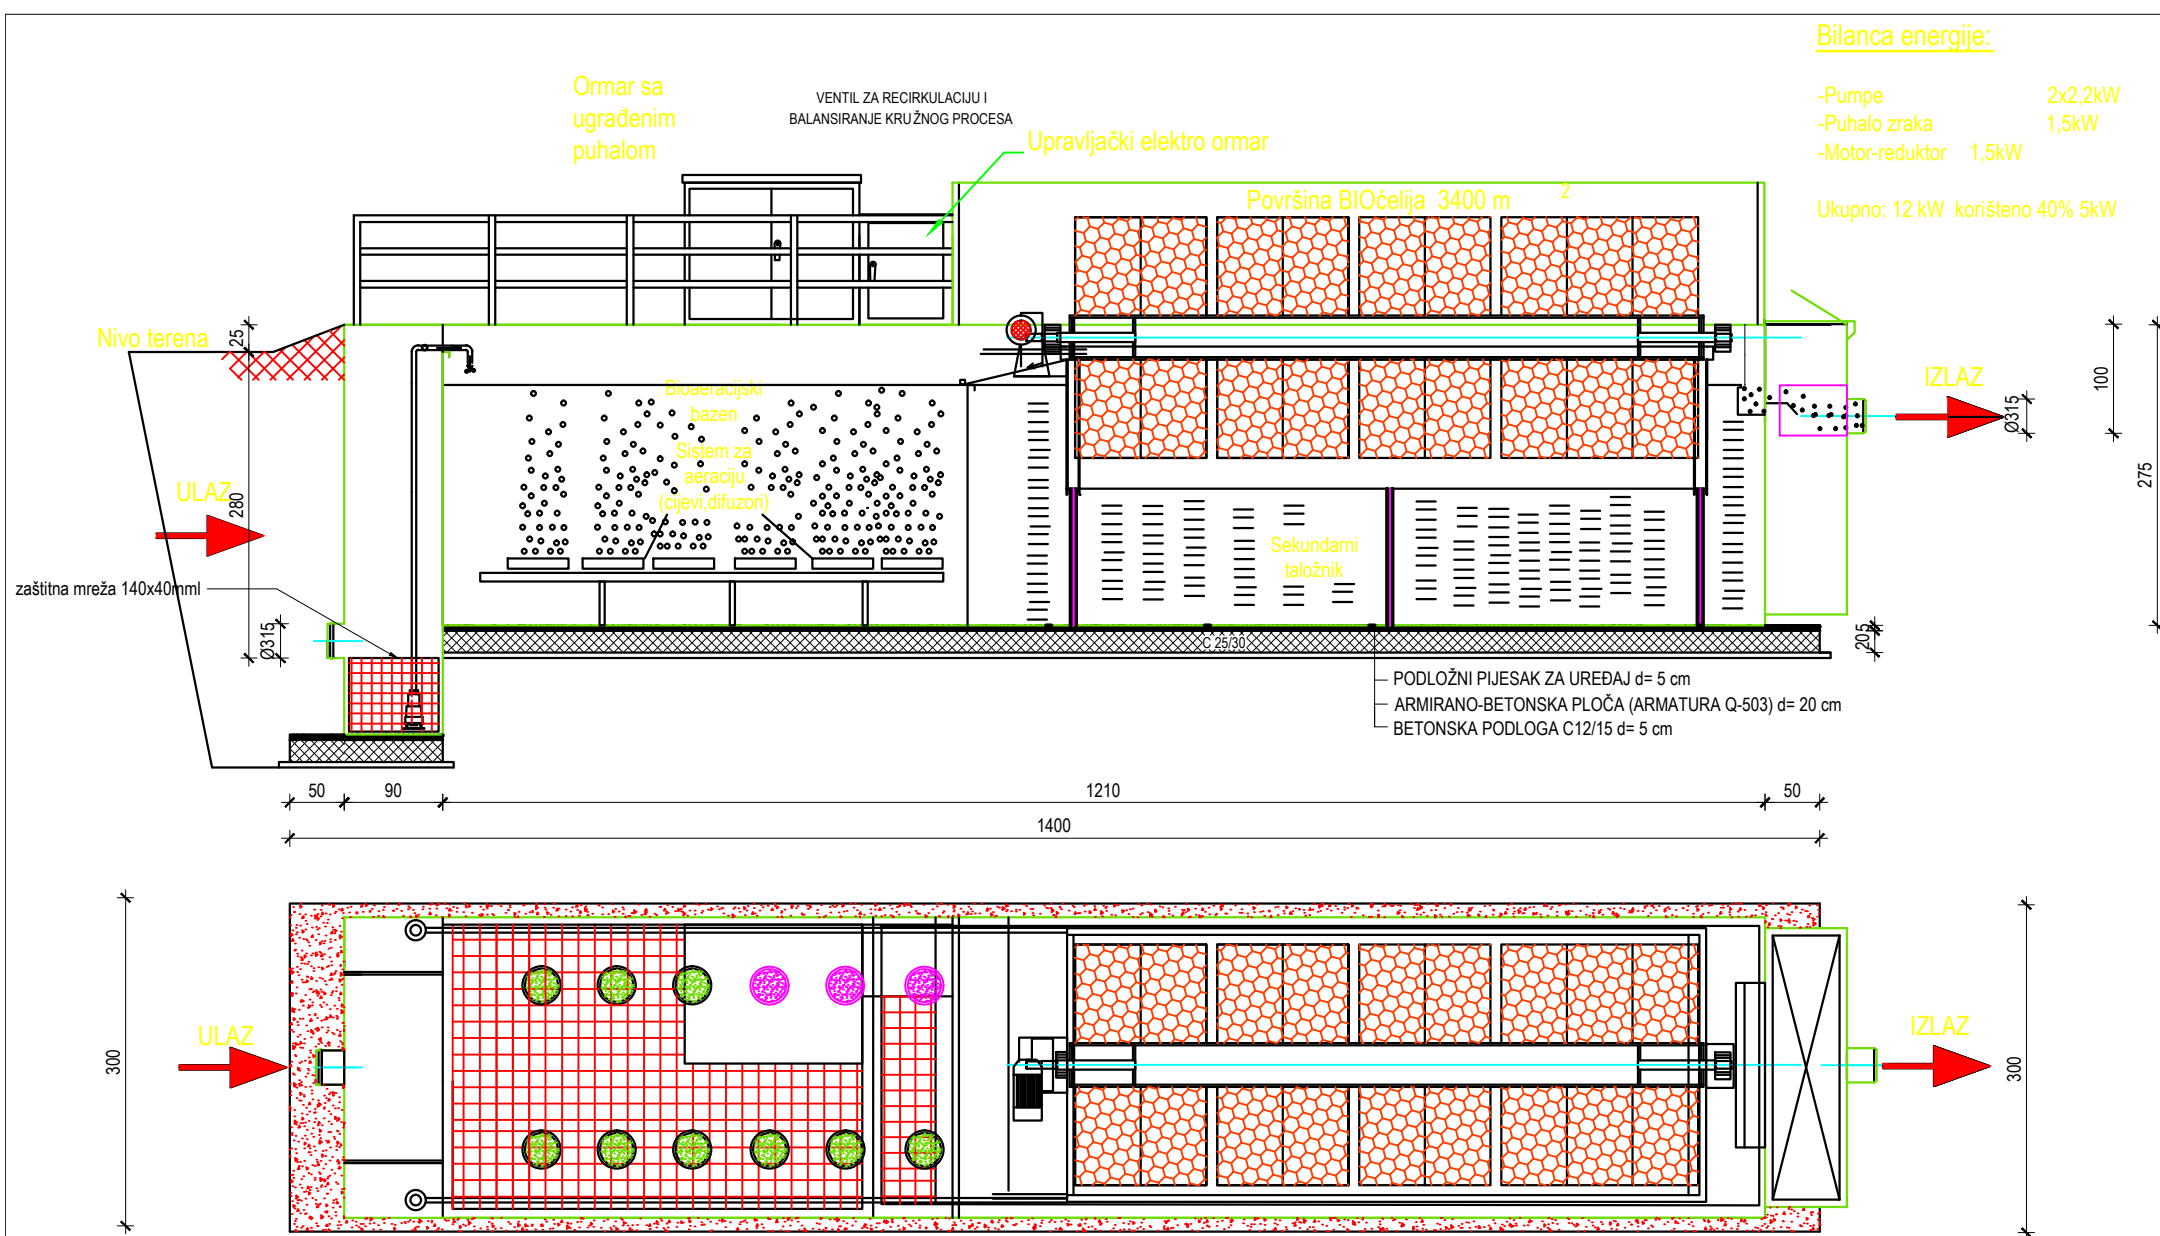 Bilanca energije:
-Pumpe 2x2,2kW
-Puhalo zraka 1,5kW
-Motor-reduktor 1,5kW
Ukupno: 12 kW korišteno 40% 5kW
Ormar sa
ugrađenim
puhalom
VENTIL ZA RECIRKULACIJU I
BALANSIRANJE KRUŽNOG PROCESA
Upravljački elektro ormar
Površina BIOćelija 3400 m 2
Nivo terena
25
Bioaeracijski
bazen
Sistem za
aeraciju
(cijevi,difuzori)
IZLAZ
Ø315
100
275
ULAZ
280
Sekundarni
taložnik
zaštitna mreža 140x40mml
Ø315
C 25/30
20
5
PODLOŽNI PIJESAK ZA UREĐAJ d= 5 cm
ARMIRANO-BETONSKA PLOČA (ARMATURA Q-503) d= 20 cm
BETONSKA PODLOGA C12/15 d= 5 cm
50 90 1210 50
1400
ULAZ
IZLAZ
300
300